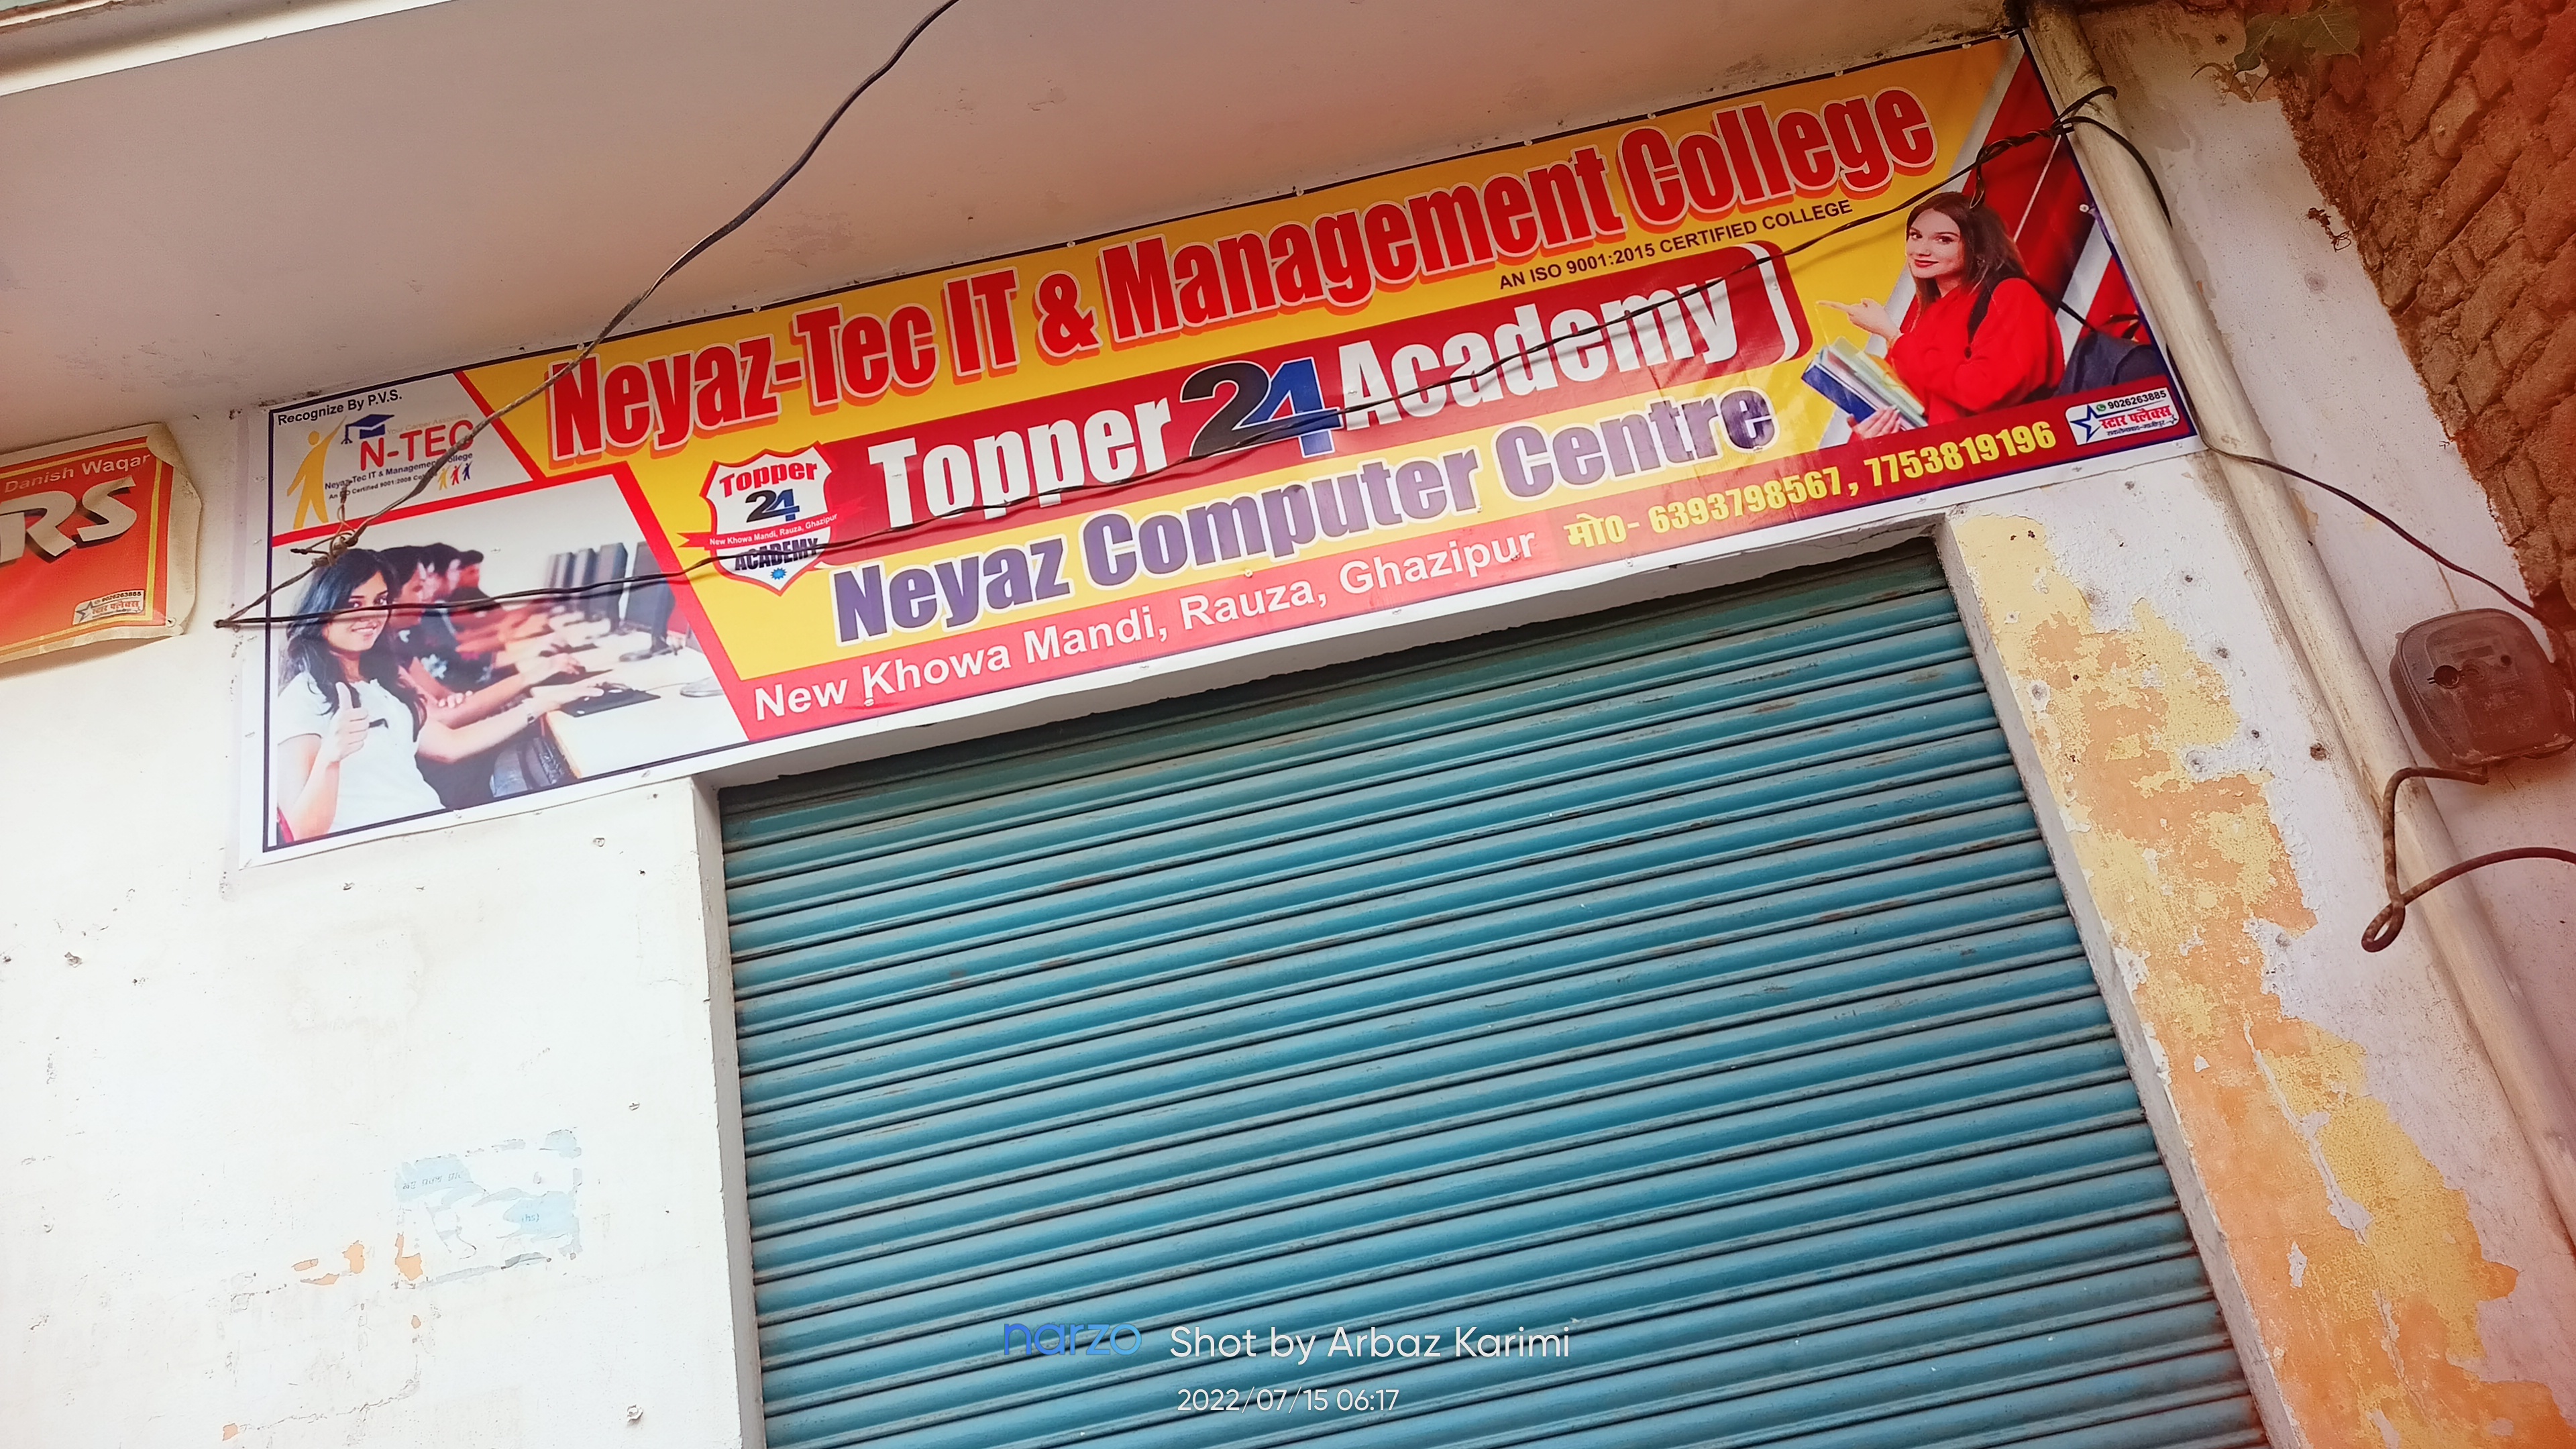 Neyaz-Tec IT & Management College
AN ISO 9001:2015 CERTIFIED COLLEGE
Topper 24 Academy
Neyaz Computer Centre
New Khowa Mandi, Rauza, Ghazipur
मो०- 6393798567, 7753819196
Recognize By P.V.S.
N-TEC
Neyaz Tec IT & Management College
Topper
24
New Khowa Mandi, Rauza, Ghazipur
ACADEMY
9026263885
स्टार फ्लेक्स
Danish Waqar
RS
9026263885
स्टार फ्लेक्स
narzo Shot by Arbaz Karimi
2022/07/15 06:17